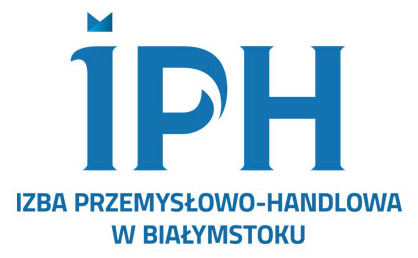 IPH
IZBA PRZEMYSŁOWO-HANDLOWA
W BIAŁYMSTOKU